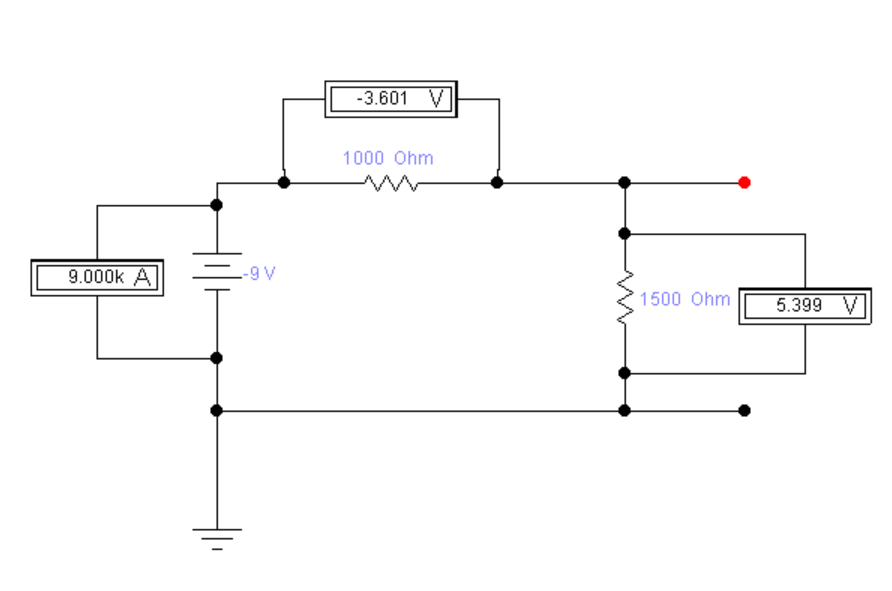 -3.601 V
1000 Ohm
9.000k A
-9 V
1500 Ohm
5.399 V